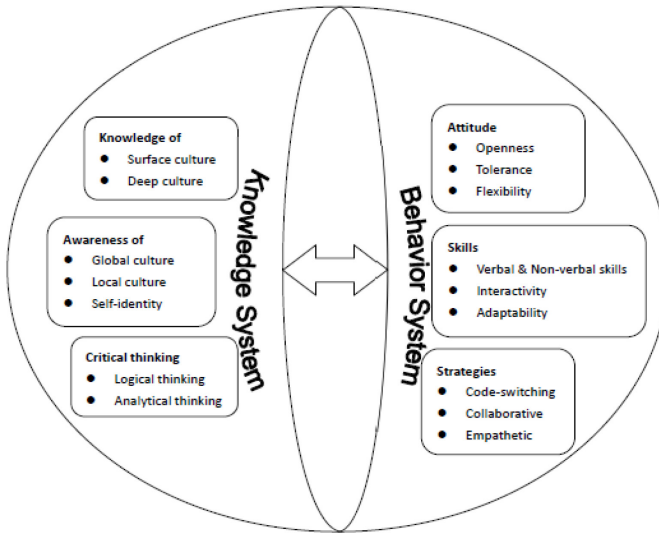 Knowledge of
● Surface culture
● Deep culture
Awareness of
● Global culture
● Local culture
● Self-identity
Critical thinking
● Logical thinking
● Analytical thinking
Knowledge System
Behavior System
Attitude
● Openness
● Tolerance
● Flexibility
Skills
● Verbal & Non-verbal skills
● Interactivity
● Adaptability
Strategies
● Code-switching
● Collaborative
● Empathetic